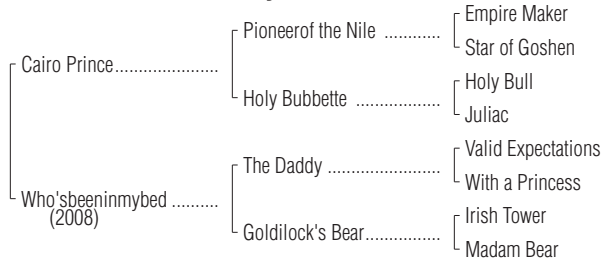 Empire Maker
Pioneerof the Nile ............
Star of Goshen
Cairo Prince.....................
Holy Bull
Holy Bubbette ..................
Juliac
Valid Expectations
The Daddy ........................
With a Princess
Who'sbeeninmybed ..........
(2008)
Irish Tower
Goldilock's Bear................
Madam Bear